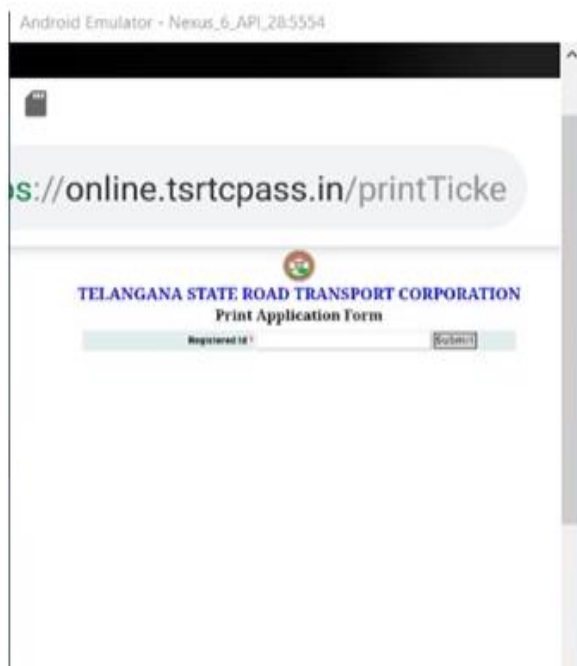 Android Emulator - Nexus_6_API_28:5554
s://online.tsrtcpass.in/printTicke
TELANGANA STATE ROAD TRANSPORT CORPORATION
Print Application Form
Registered Id * Submit